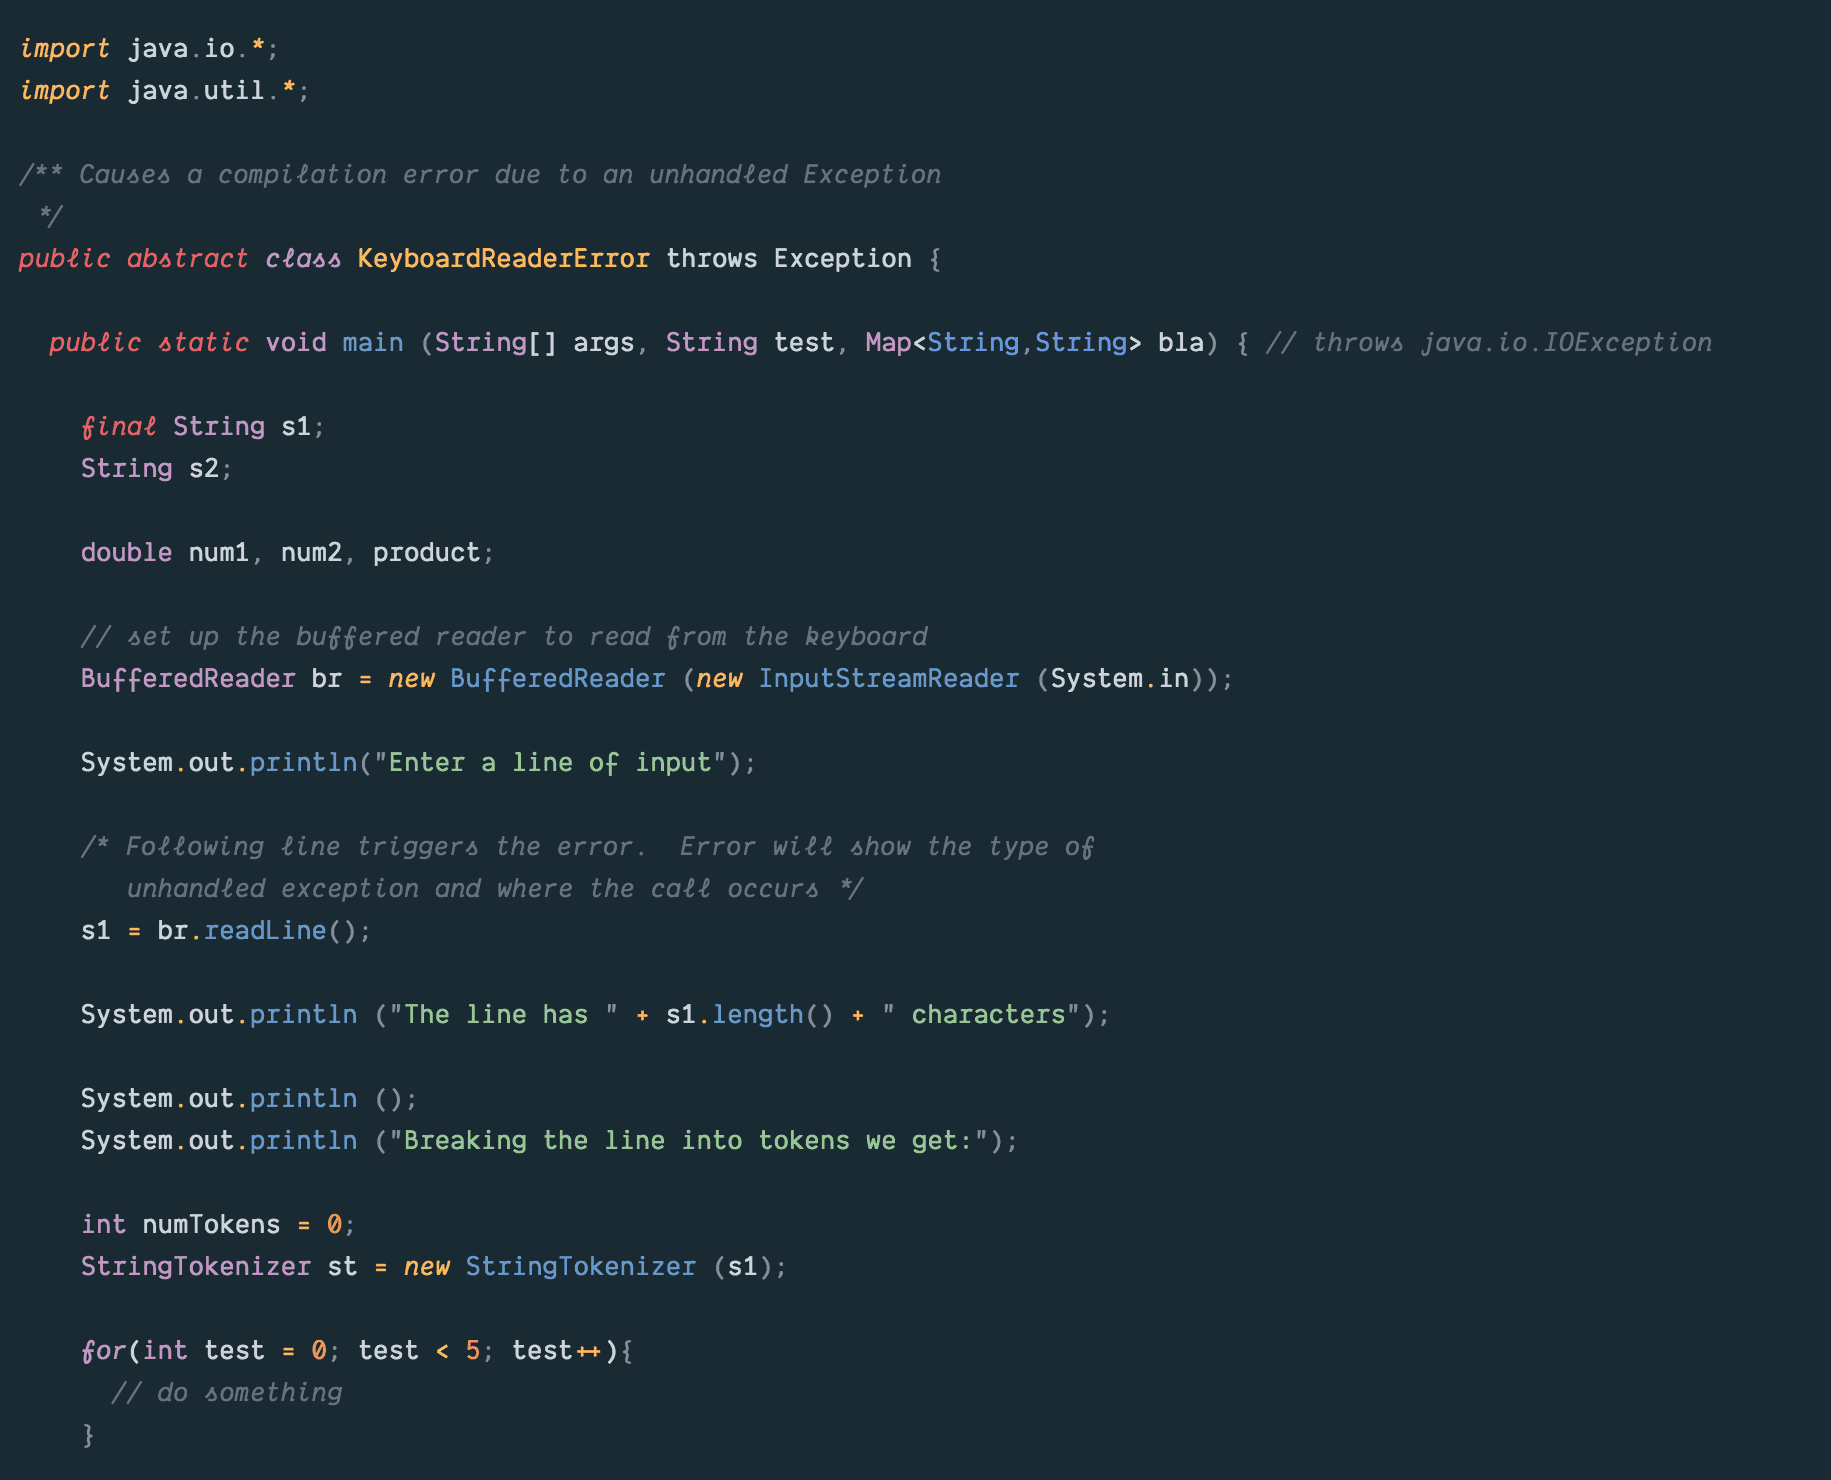 import java.io.*;
import java.util.*;
/** Causes a compilation error due to an unhandled Exception
 */
public abstract class KeyboardReaderError throws Exception {
  public static void main (String[] args, String test, Map<String,String> bla) { // throws java.io.IOException
    final String s1;
    String s2;
    double num1, num2, product;
    // set up the buffered reader to read from the keyboard
    BufferedReader br = new BufferedReader (new InputStreamReader (System.in));
    System.out.println("Enter a line of input");
    /* Following line triggers the error.  Error will show the type of
       unhandled exception and where the call occurs */
    s1 = br.readLine();
    System.out.println ("The line has " + s1.length() + " characters");
    System.out.println ();
    System.out.println ("Breaking the line into tokens we get:");
    int numTokens = 0;
    StringTokenizer st = new StringTokenizer (s1);
    for(int test = 0; test < 5; test++){
      // do something
    }